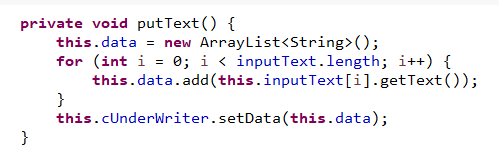 private void putText() {
    this.data = new ArrayList<String>();
    for (int i = 0; i < inputText.length; i++) {
        this.data.add(this.inputText[i].getText());
    }
    this.cUnderWriter.setData(this.data);
}